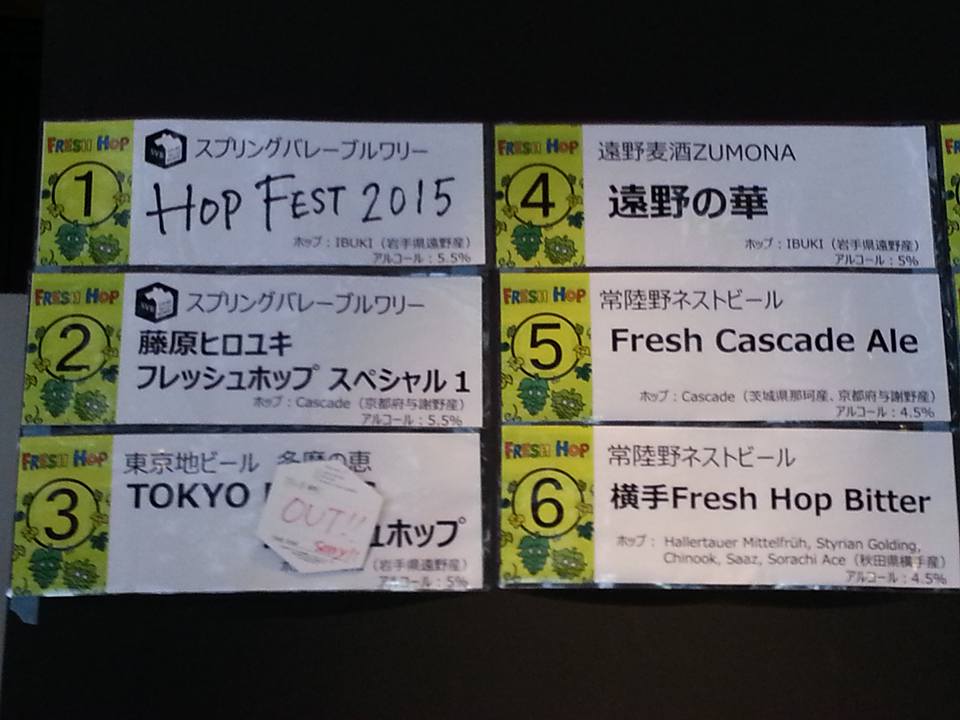 FRESH HOP
1
SVB
スプリングバレーブルワリー
HOP FEST 2015
ホップ：IBUKI（岩手県遠野産）
アルコール：5.5%
FRESH HOP
2
SVB
スプリングバレーブルワリー
藤原ヒロユキ
フレッシュホップ スペシャル 1
ホップ：Cascade（京都府与謝野産）
アルコール：5.5%
FRESH HOP
3
東京地ビール 多摩の恵
TOKYO
ュホップ
OUT!!
Sorry!!
（岩手県遠野産）
アルコール：5%
FRESH HOP
4
遠野麦酒ZUMONA
遠野の華
ホップ：IBUKI（岩手県遠野産）
アルコール：5%
FRESH HOP
5
常陸野ネストビール
Fresh Cascade Ale
ホップ：Cascade（茨城県那珂産、京都府与謝野産）
アルコール：4.5%
FRESH HOP
6
常陸野ネストビール
横手Fresh Hop Bitter
ホップ： Hallertauer Mittelfrüh, Styrian Golding,
Chinook, Saaz, Sorachi Ace（秋田県横手産）
アルコール：4.5%